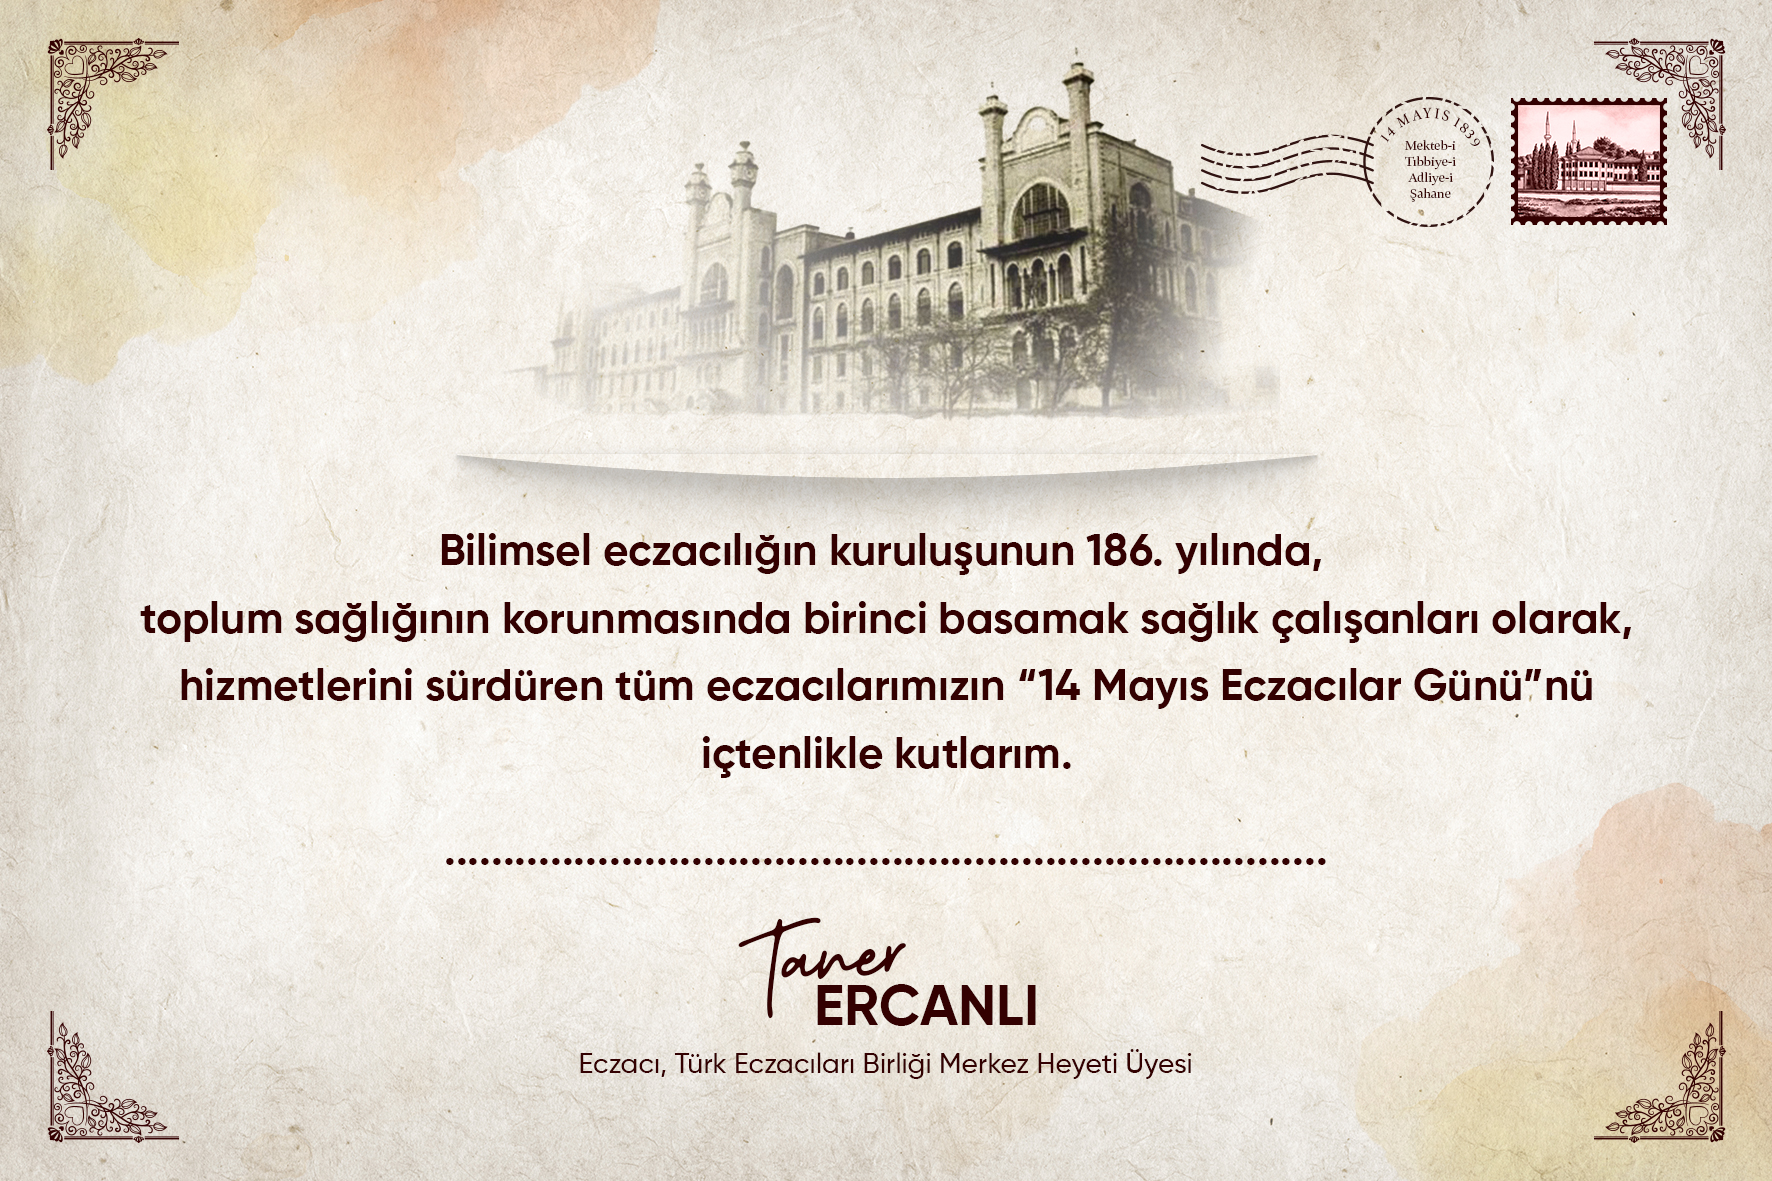 14 MAYIS 1839
Mekteb-i
Tıbbiye-i
Adliye-i
Şahane
Bilimsel eczacılığın kuruluşunun 186. yılında,
toplum sağlığının korunmasında birinci basamak sağlık çalışanları olarak,
hizmetlerini sürdüren tüm eczacılarımızın “14 Mayıs Eczacılar Günü”nü
içtenlikle kutlarım.
Taner
ERCANLI
Eczacı, Türk Eczacıları Birliği Merkez Heyeti Üyesi